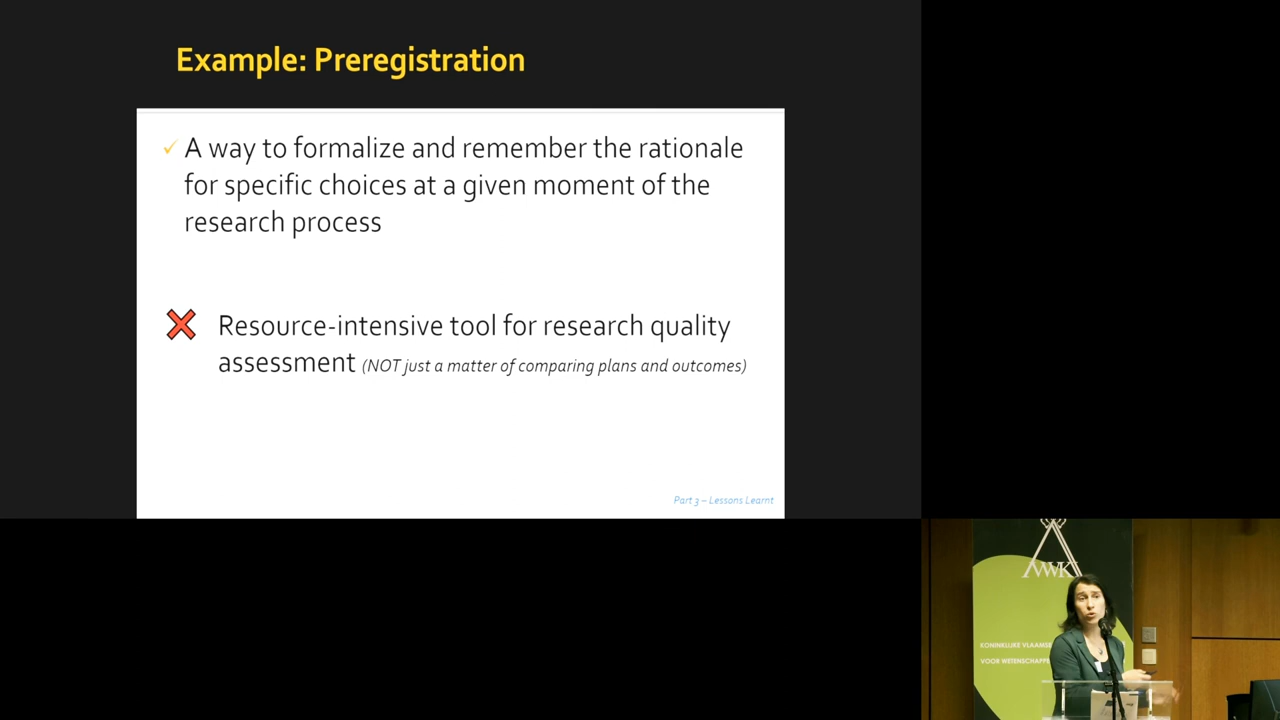 Example: Preregistration
✓ A way to formalize and remember the rationale
for specific choices at a given moment of the
research process
Resource-intensive tool for research quality
assessment (NOT just a matter of comparing plans and outcomes)
Part 3 – Lessons Learnt
KONINKLIJKE VLAAMSE
VOOR WETENSCHAPPE